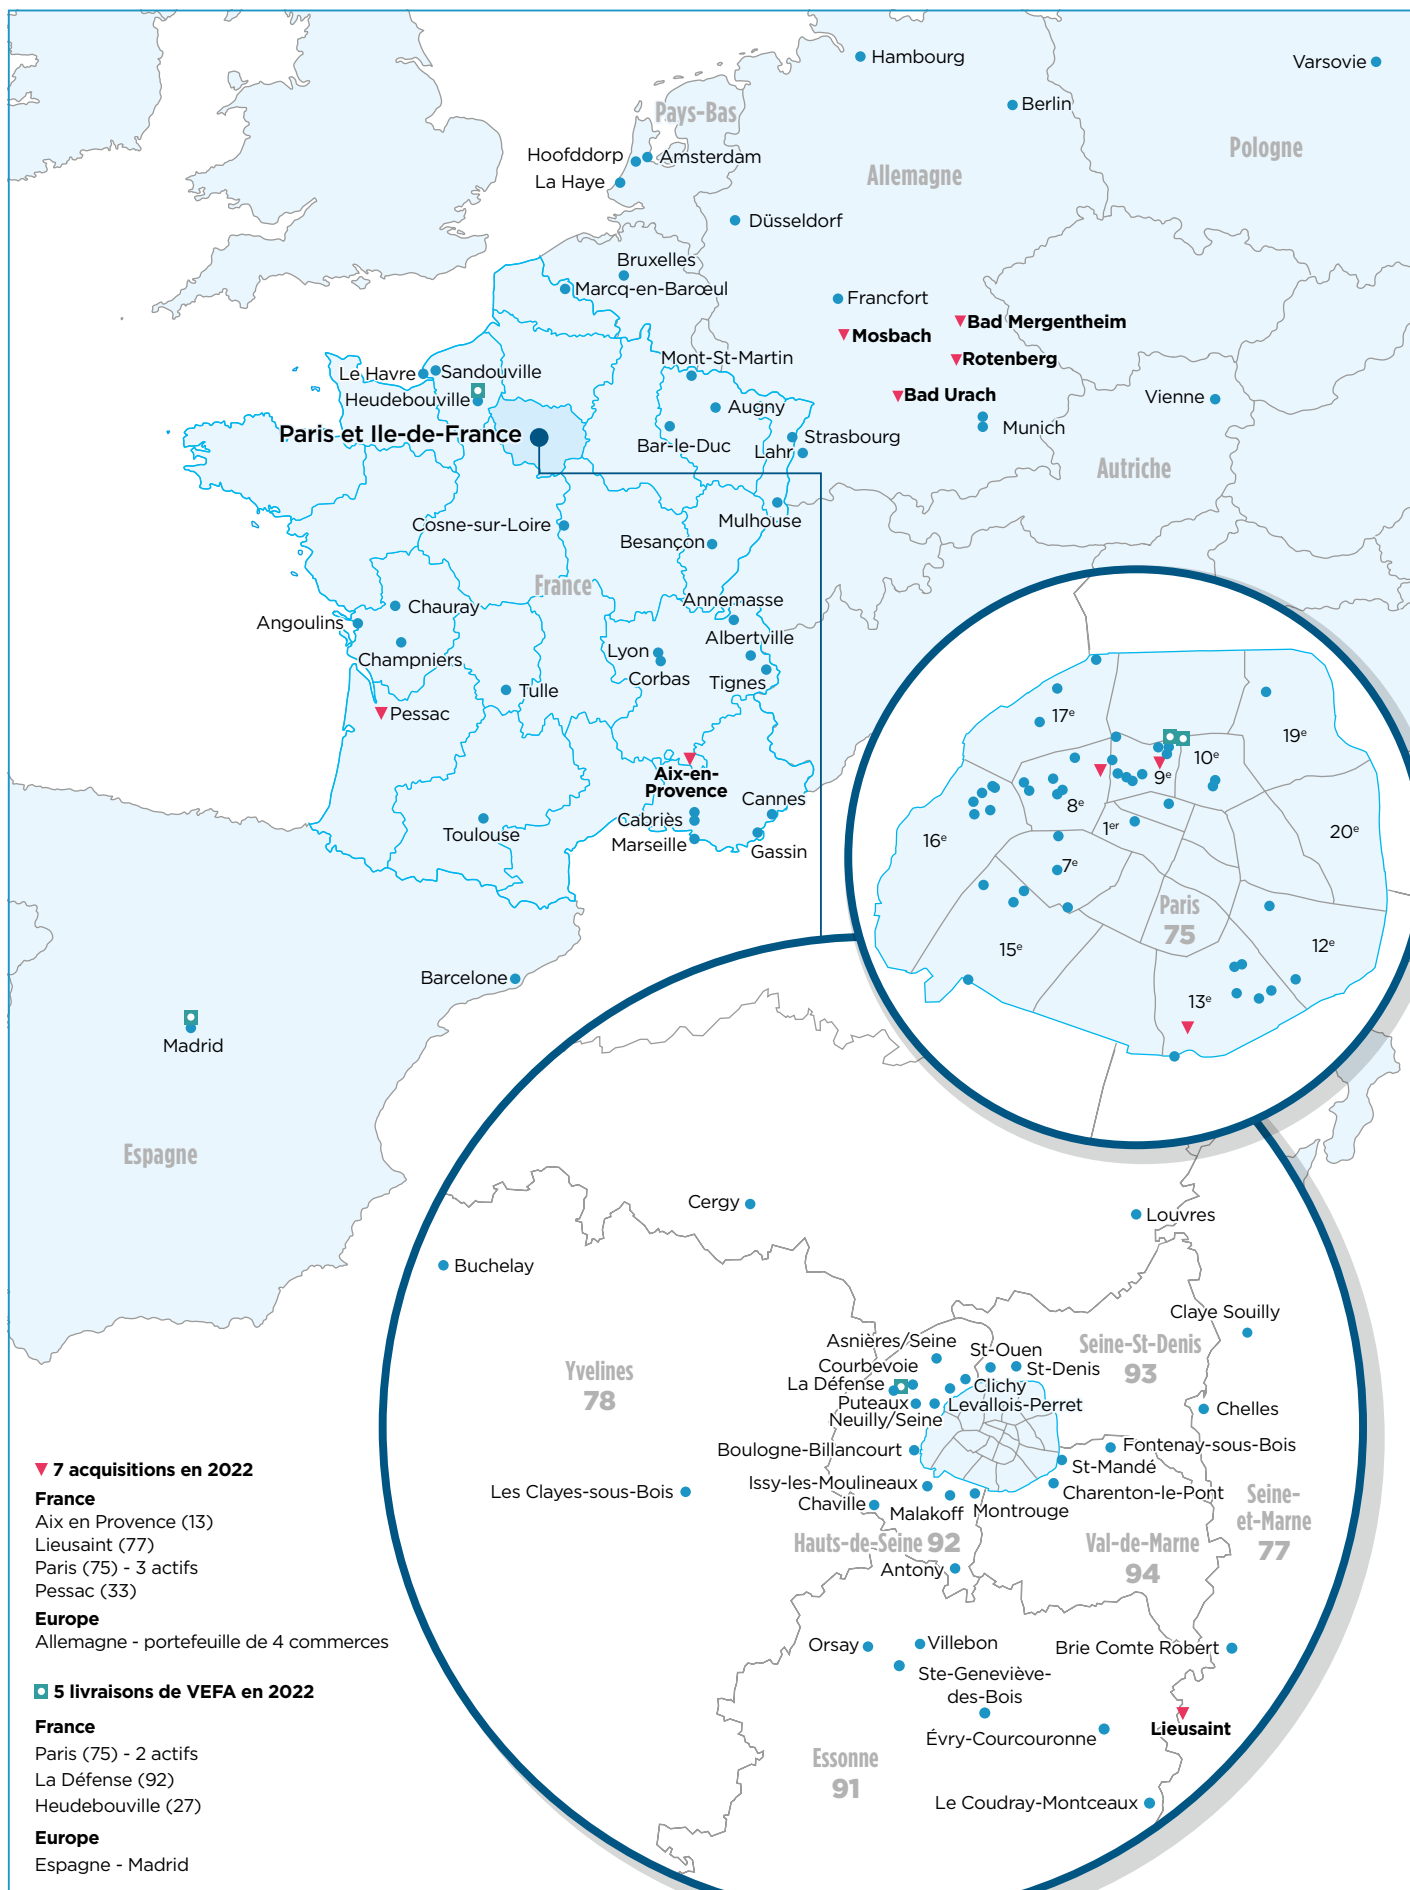 Hambourg
Varsovie
Berlin
Pays-Bas
Pologne
Hoofddorp
Amsterdam
La Haye
Allemagne
Düsseldorf
Bruxelles
Marcq-en-Barœul
Francfort
Bad Mergentheim
Mosbach
Rotenberg
Mont-St-Martin
Le Havre
Sandouville
Heudebouville
Bad Urach
Vienne
Augny
Munich
Paris et Ile-de-France
Bar-le-Duc
Strasbourg
Lahr
Autriche
Cosne-sur-Loire
Mulhouse
Besançon
France
Annemasse
Chauray
Angoulins
Albertville
Champniers
Lyon
Corbas
Tignes
Tulle
Pessac
Aix-en-
Provence
Cannes
Cabriès
Toulouse
Marseille
Gassin
17e
19e
10e
9e
8e
1er
20e
16e
7e
Paris
75
15e
12e
13e
Barcelone
Madrid
Espagne
Cergy
Louvres
Buchelay
Claye Souilly
Asnières/Seine
St-Ouen
Seine-St-Denis
93
Courbevoie
St-Denis
Yvelines
78
La Défense
Clichy
Puteaux
Levallois-Perret
Neuilly/Seine
Chelles
Boulogne-Billancourt
Fontenay-sous-Bois
St-Mandé
Issy-les-Moulineaux
Les Clayes-sous-Bois
Charenton-le-Pont
Chaville
Malakoff
Montrouge
Seine-
et-Marne
77
Hauts-de-Seine 92
Val-de-Marne
94
Antony
Orsay
Villebon
Brie Comte Robert
Ste-Geneviève-
des-Bois
Lieusaint
Évry-Courcouronne
Essonne
91
Le Coudray-Montceaux
7 acquisitions en 2022
France
Aix en Provence (13)
Lieusaint (77)
Paris (75) - 3 actifs
Pessac (33)
Europe
Allemagne - portefeuille de 4 commerces
5 livraisons de VEFA en 2022
France
Paris (75) - 2 actifs
La Défense (92)
Heudebouville (27)
Europe
Espagne - Madrid